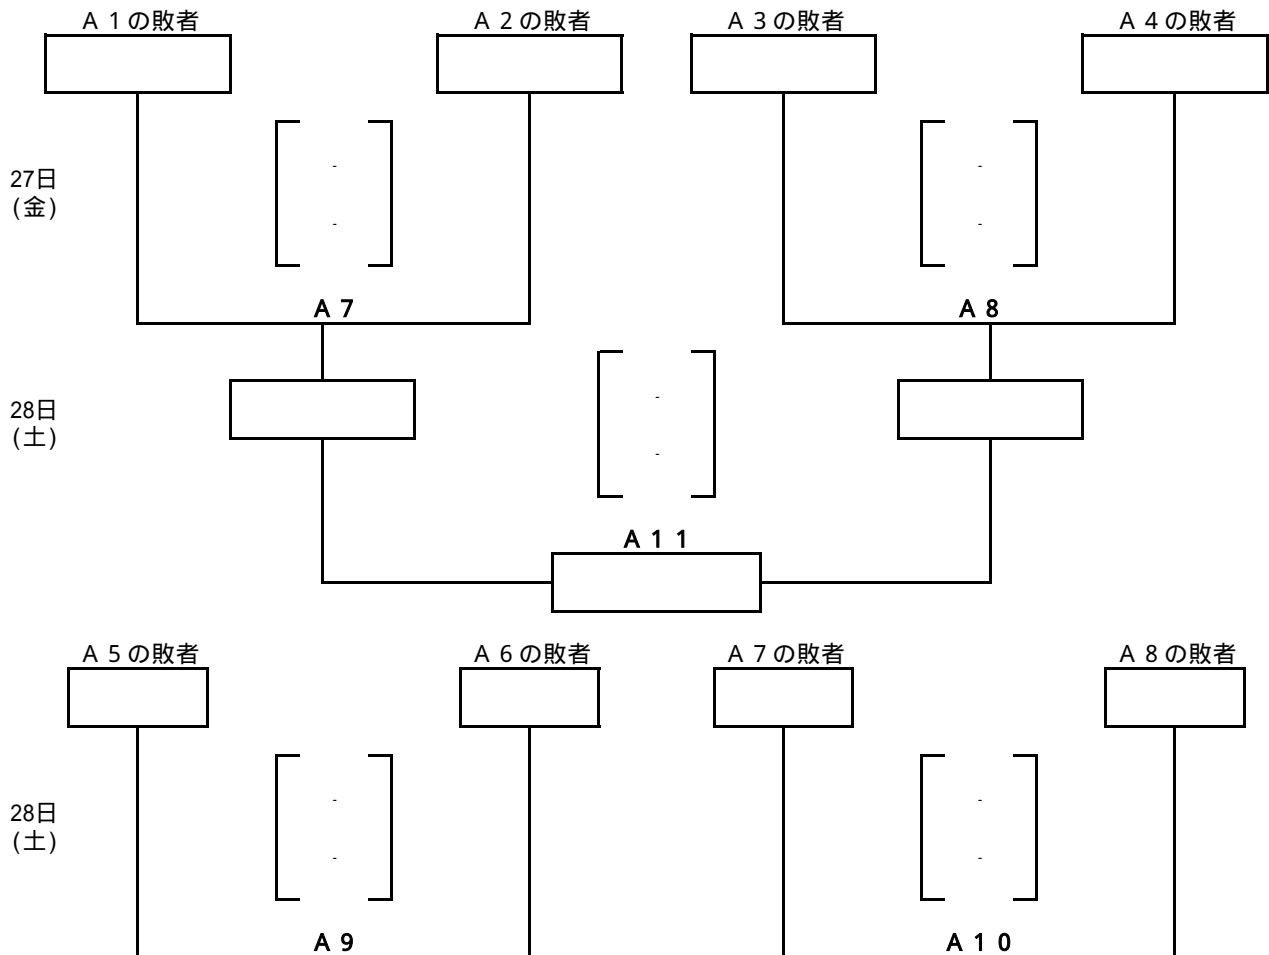 Ａ１の敗者 Ａ２の敗者 Ａ３の敗者 Ａ４の敗者
- -
27日
(金)
- -
Ａ７ Ａ８
-
28日
(土)
-
Ａ１１
Ａ５の敗者 Ａ６の敗者 Ａ７の敗者 Ａ８の敗者
- -
28日
(土)
- -
Ａ９ Ａ１０